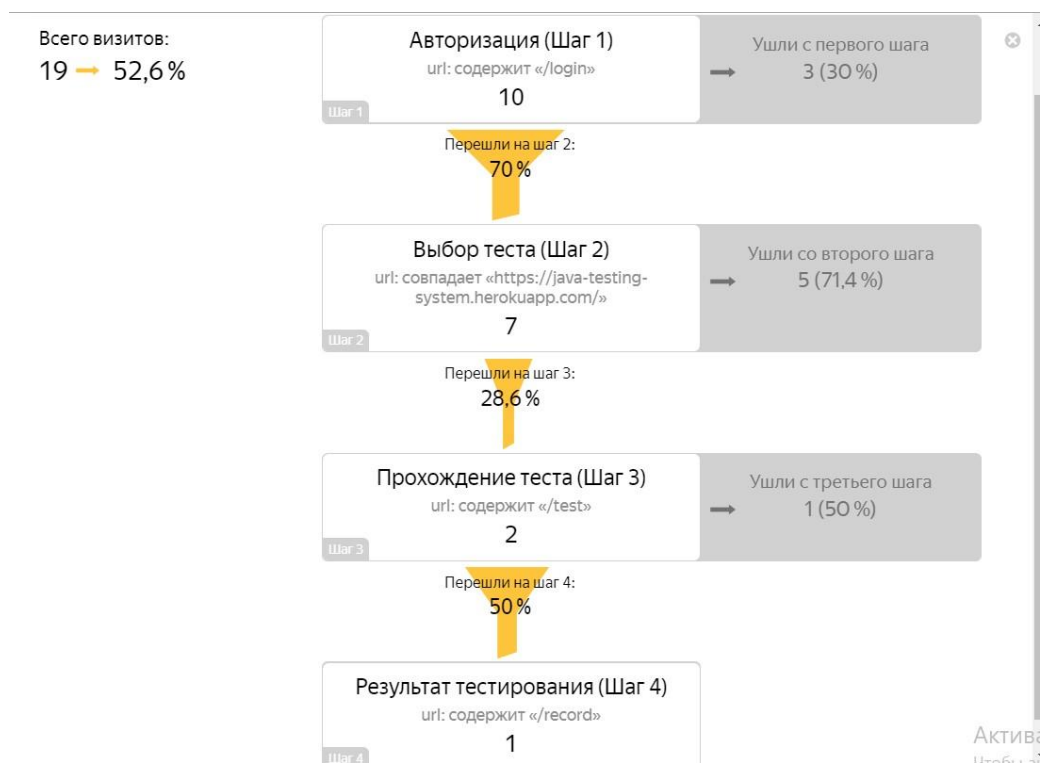 Всего визитов:
19 → 52,6 %
Авторизация (Шаг 1)
url: содержит «/login»
10
Шаг 1
Ушли с первого шага
→ 3 (30 %)
Перешли на шаг 2:
70 %
Выбор теста (Шаг 2)
url: совпадает «https://java-testing-
system.herokuapp.com/»
7
Шаг 2
Ушли со второго шага
→ 5 (71,4 %)
Перешли на шаг 3:
28,6 %
Прохождение теста (Шаг 3)
url: содержит «/test»
2
Шаг 3
Ушли с третьего шага
→ 1 (50 %)
Перешли на шаг 4:
50 %
Результат тестирования (Шаг 4)
url: содержит «/record»
1
Шаг 4